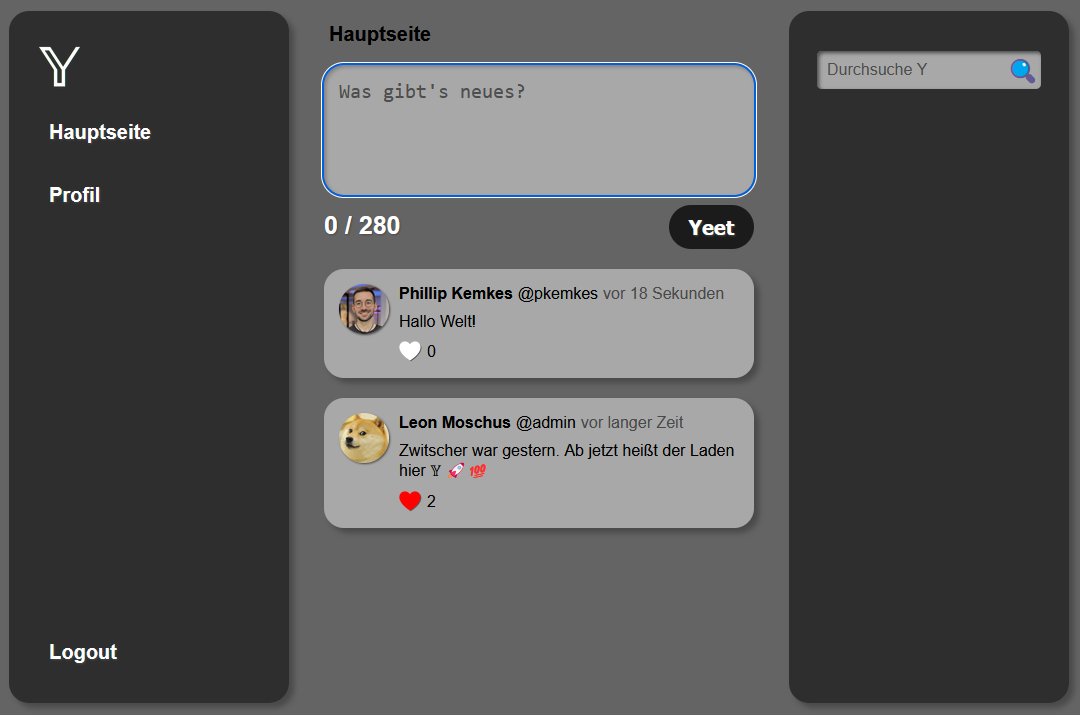 𝕐
Hauptseite
Profil
Logout
Hauptseite
Was gibt's neues?
0 / 280
Yeet
Phillip Kemkes @pkemkes vor 18 Sekunden
Hallo Welt!
0
Leon Moschus @admin vor langer Zeit
Zwitscher war gestern. Ab jetzt heißt der Laden
hier 𝕐 🚀 💯
2
Durchsuche Y